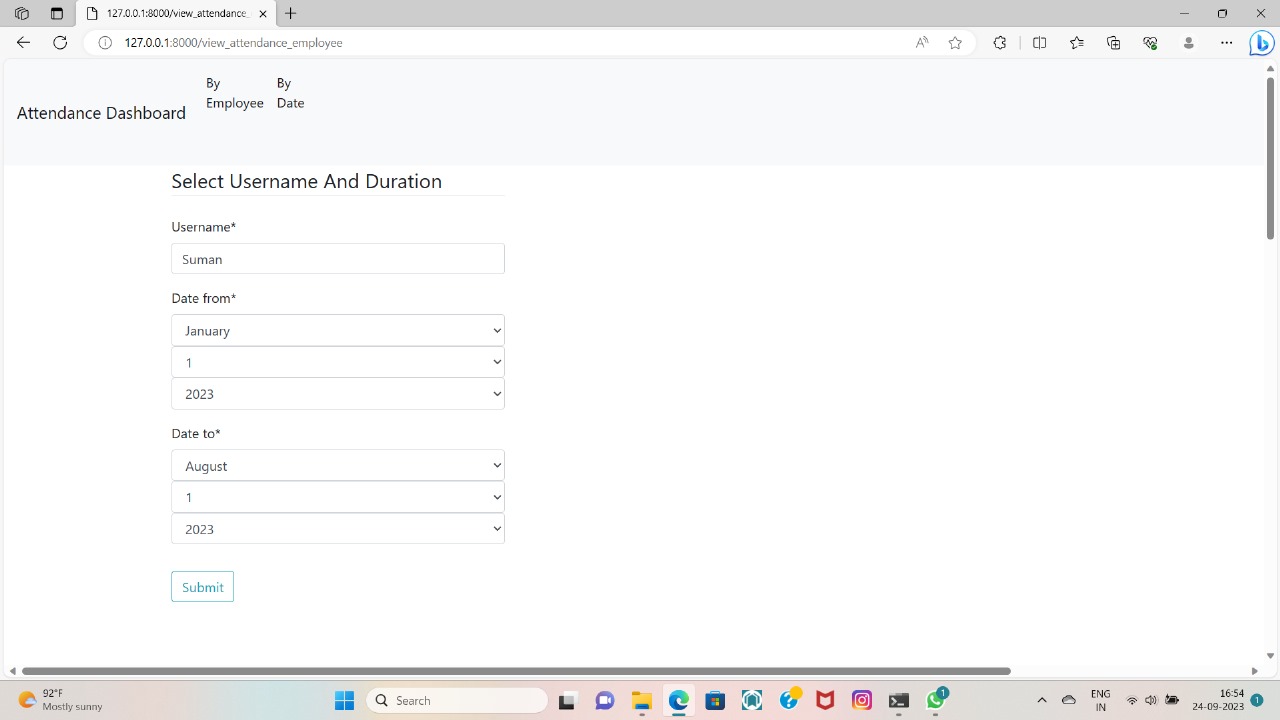 127.0.0.1:8000/view_attendance_
127.0.0.1:8000/view_attendance_employee
Attendance Dashboard
By Employee
By Date
Select Username And Duration
Username*
Suman
Date from*
January
1
2023
Date to*
August
1
2023
Submit
92°F
Mostly sunny
Search
1
ENG
IN
16:54
24-09-2023
1